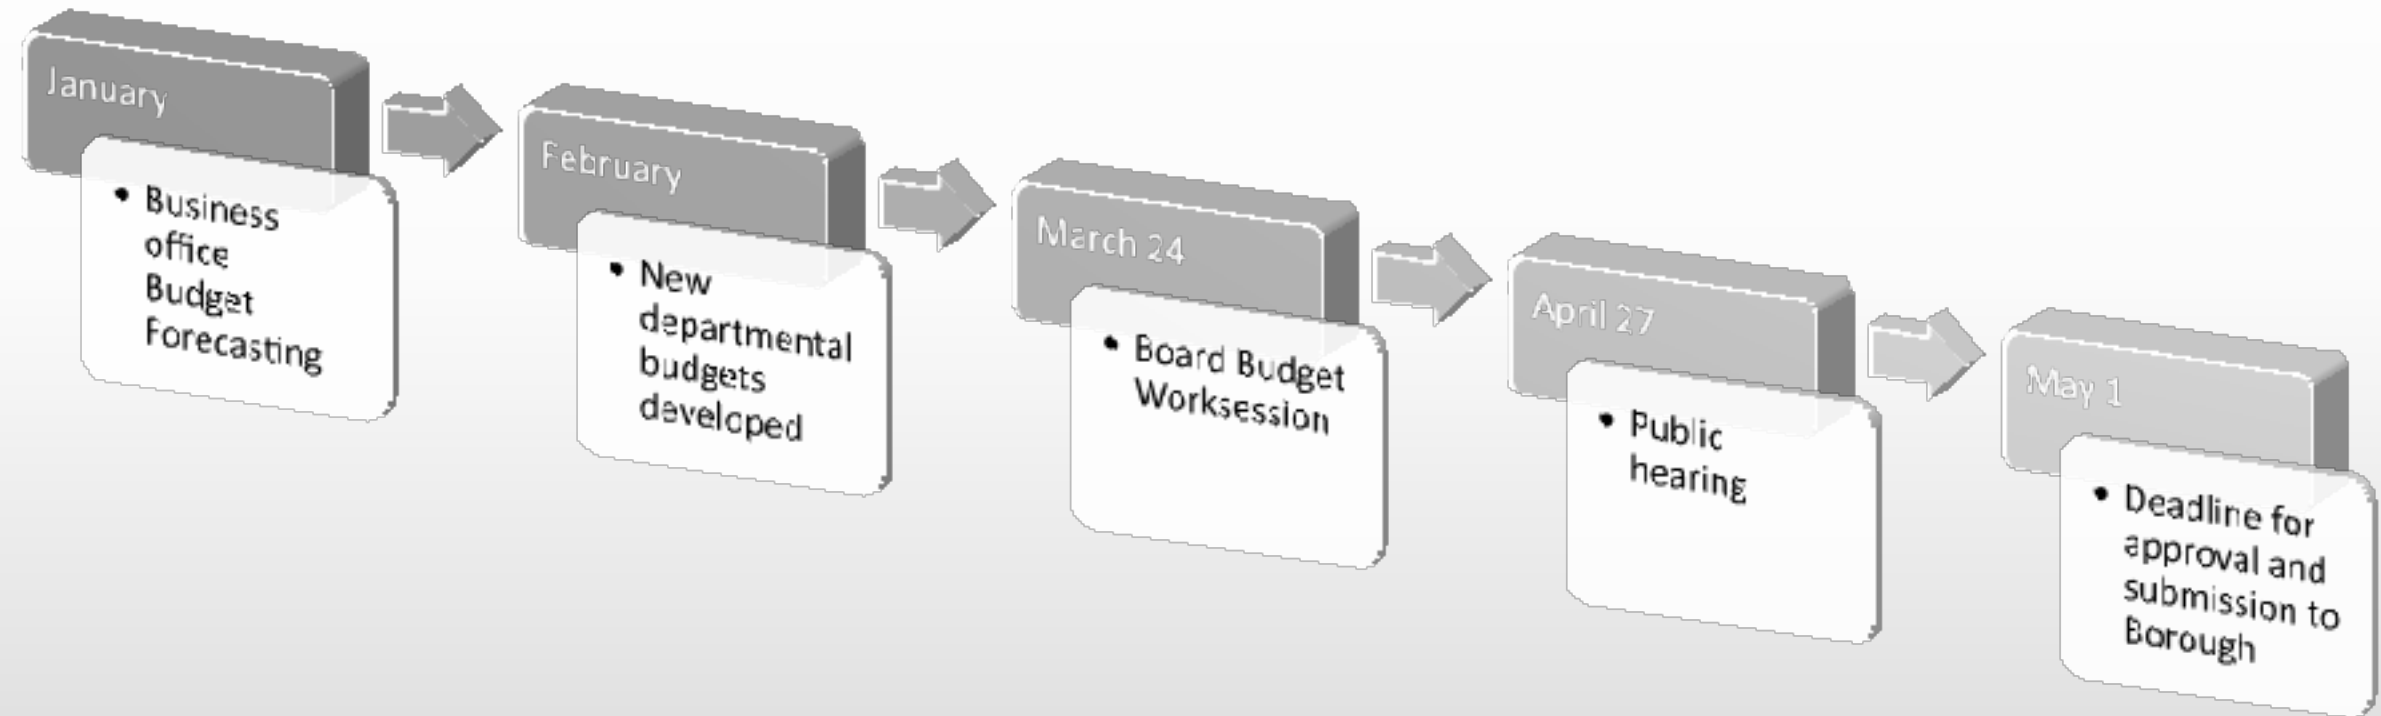 January
• Business
office
Budget
Forecasting
February
• New
departmental
budgets
developed
March 24
• Board Budget
Worksession
April 27
• Public
hearing
May 1
• Deadline for
approval and
submission to
Borough